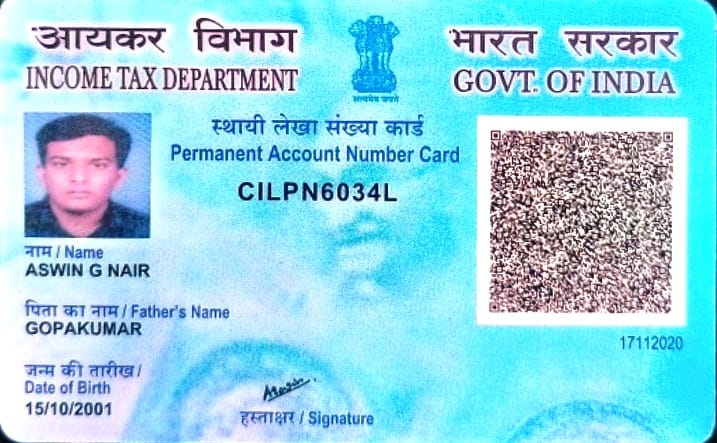 आयकर विभाग
INCOME TAX DEPARTMENT
सत्यमेव जयते
भारत सरकार
GOVT. OF INDIA
स्थायी लेखा संख्या कार्ड
Permanent Account Number Card
CILPN6034L
नाम / Name
ASWIN G NAIR
पिता का नाम / Father's Name
GOPAKUMAR
जन्म की तारीख /
Date of Birth
15/10/2001
हस्ताक्षर / Signature
17112020